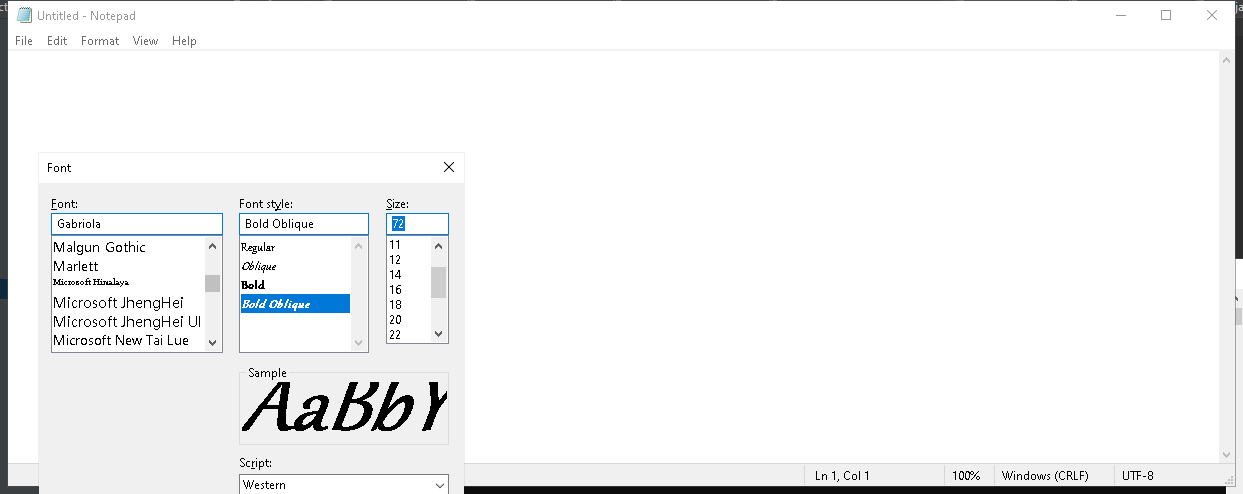 Untitled - Notepad
File Edit Format View Help
Font
Font: Font style: Size:
Gabriola Bold Oblique 72
Malgun Gothic
Marlett
Microsoft Himalaya
Microsoft JhengHei
Microsoft JhengHei UI
Microsoft New Tai Lue
Regular
Oblique
Bold
Bold Oblique
11
12
14
16
18
20
22
Sample
AaBbY
Script:
Western
Ln 1, Col 1 100% Windows (CRLF) UTF-8